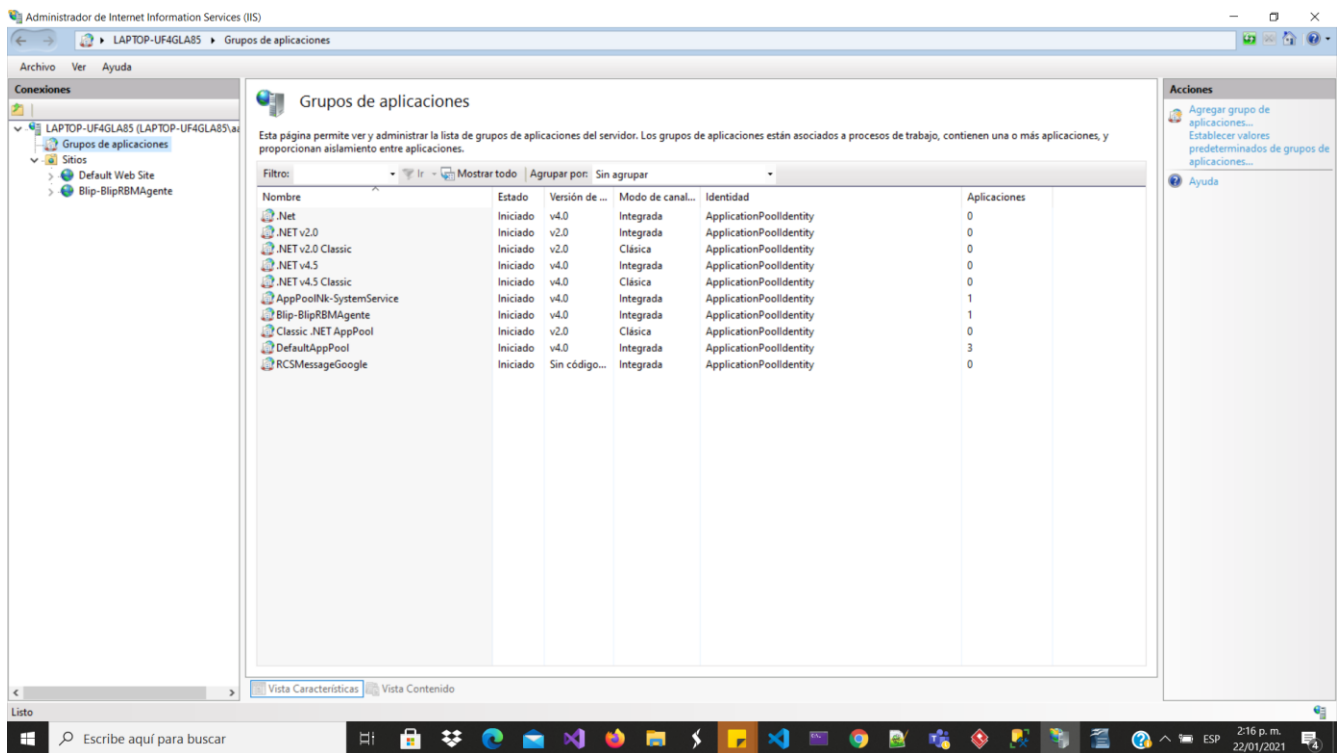 Administrador de Internet Information Services (IIS)
LAPTOP-UF4GLA85 Grupos de aplicaciones
Archivo Ver Ayuda
Conexiones
LAPTOP-UF4GLA85 (LAPTOP-UF4GLA85\
Grupos de aplicaciones
Sitios
Default Web Site
Blip-BlipRBMAgente
Grupos de aplicaciones
Esta página permite ver y administrar la lista de grupos de aplicaciones del servidor. Los grupos de aplicaciones están asociados a procesos de trabajo, contienen una o más aplicaciones, y
proporcionan aislamiento entre aplicaciones.
Filtro: Ir Mostrar todo Agrupar por: Sin agrupar
Nombre Estado Versión de ... Modo de canal... Identidad Aplicaciones
.Net Iniciado v4.0 Integrada ApplicationPoolIdentity 0
.NET v2.0 Iniciado v2.0 Integrada ApplicationPoolIdentity 0
.NET v2.0 Classic Iniciado v2.0 Clásica ApplicationPoolIdentity 0
.NET v4.5 Iniciado v4.0 Integrada ApplicationPoolIdentity 0
.NET v4.5 Classic Iniciado v4.0 Clásica ApplicationPoolIdentity 0
AppPoolNk-SystemService Iniciado v4.0 Integrada ApplicationPoolIdentity 1
Blip-BlipRBMAgente Iniciado v4.0 Integrada ApplicationPoolIdentity 1
Classic .NET AppPool Iniciado v2.0 Clásica ApplicationPoolIdentity 0
DefaultAppPool Iniciado v4.0 Integrada ApplicationPoolIdentity 3
RCSMessageGoogle Iniciado Sin código... Integrada ApplicationPoolIdentity 0
Vista Características Vista Contenido
Acciones
Agregar grupo de
aplicaciones...
Establecer valores
predeterminados de grupos de
aplicaciones...
Ayuda
Listo
Escribe aquí para buscar
ESP
2:16 p. m.
22/01/2021